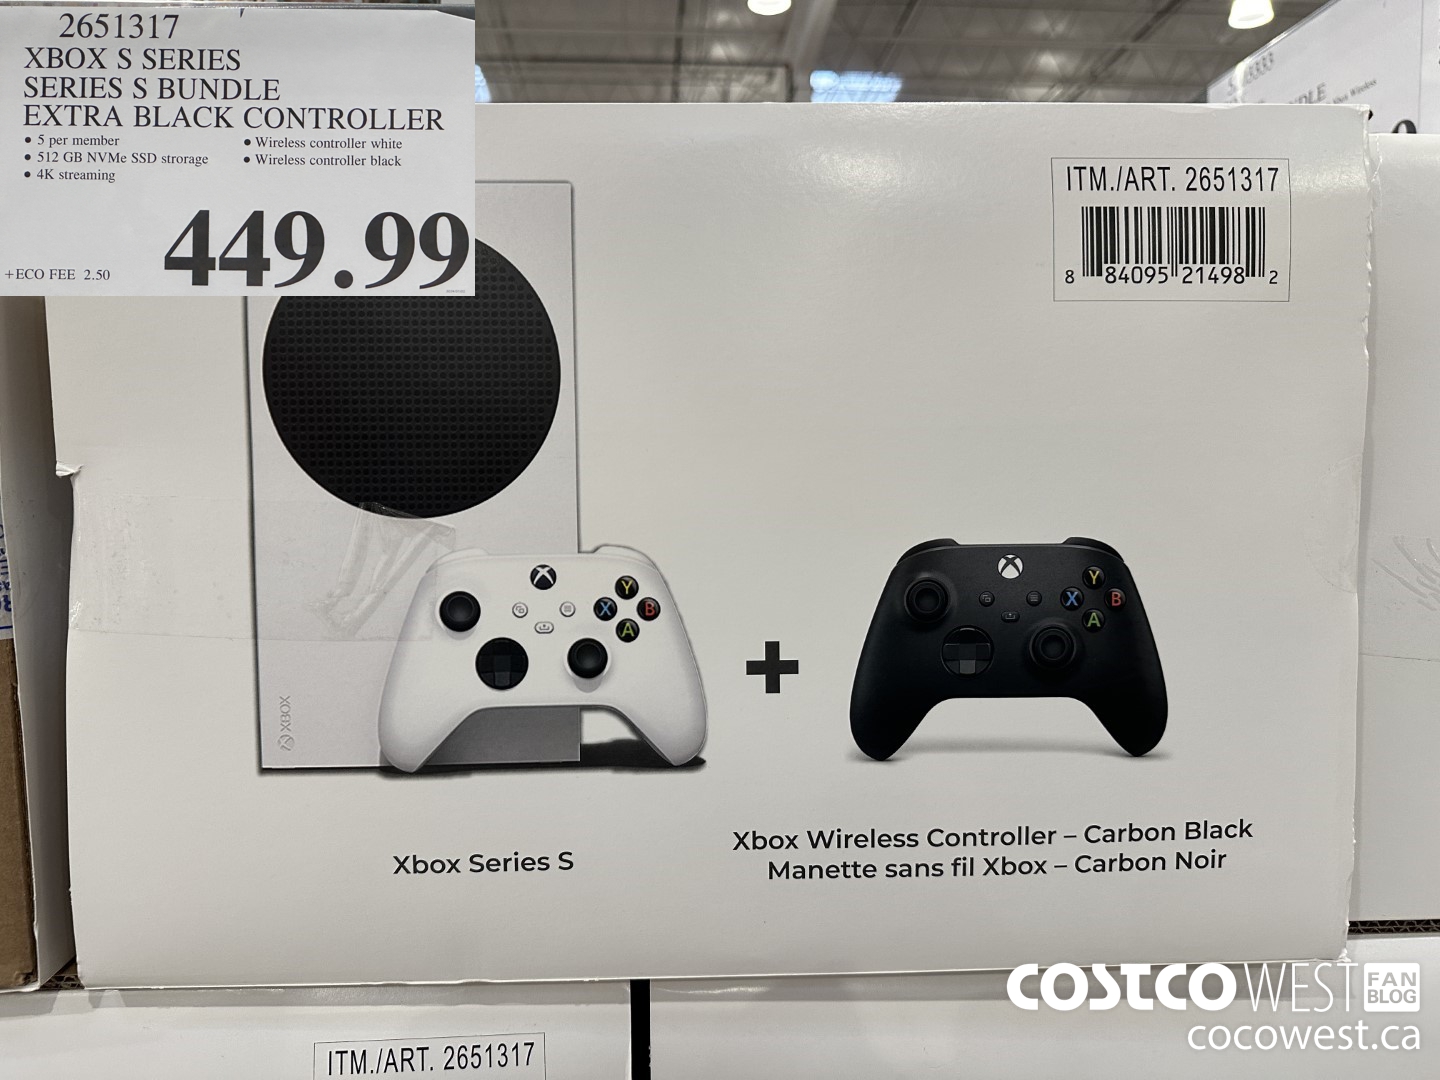 2651317
XBOX S SERIES
SERIES S BUNDLE
EXTRA BLACK CONTROLLER
• 5 per member
• 512 GB NVMe SSD strorage
• 4K streaming
• Wireless controller white
• Wireless controller black
449.99
+ECO FEE 2.50
ITM./ART. 2651317
8 84095 21498 2
XBOX
Y
X B
A
+
Y
X B
A
Xbox Series S
Xbox Wireless Controller – Carbon Black
Manette sans fil Xbox – Carbon Noir
ITM./ART. 2651317
COSTCO WEST FAN BLOG
cocowest.ca